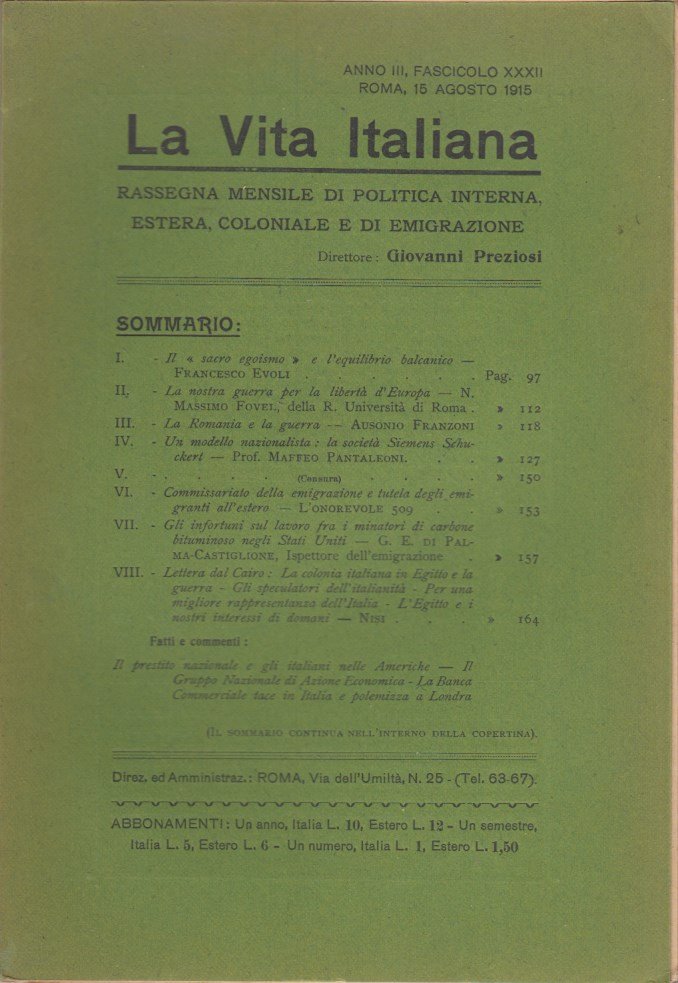 ANNO III, FASCICOLO XXXII
ROMA, 15 AGOSTO 1915
La Vita Italiana
RASSEGNA MENSILE DI POLITICA INTERNA,
ESTERA, COLONIALE E DI EMIGRAZIONE
Direttore: Giovanni Preziosi
SOMMARIO:
I. - Il « sacro egoismo » e l'equilibrio balcanico —
FRANCESCO EVOLI . . . . . . Pag. 97
II. - La nostra guerra per la libertà d'Europa — N.
MASSIMO FOVEL, della R. Università di Roma . » 112
III. - La Romania e la guerra -- AUSONIO FRANZONI » 118
IV. - Un modello nazionalista : la società Siemens Schu-
ckert — Prof. MAFFEO PANTALEONI. . . » 127
V. - . . . . (Censura) . . . . » 150
VI. - Commissariato della emigrazione e tutela degli emi-
granti all'estero — L'ONOREVOLE 509 . . » 153
VII. - Gli infortuni sul lavoro fra i minatori di carbone
bituminoso negli Stati Uniti — G. E. DI PAL-
MA-CASTIGLIONE, Ispettore dell'emigrazione . » 157
VIII. - Lettera dal Cairo : La colonia italiana in Egitto e la
guerra - Gli speculatori dell'italianità - Per una
migliore rappresentanza dell'Italia - L'Egitto e i
nostri interessi di domani — NISI . . . » 164
Fatti e commenti :
Il prestito nazionale e gli italiani nelle Americhe — Il
Gruppo Nazionale di Azione Economica - La Banca
Commerciale tace in Italia e polemizza a Londra
(IL SOMMARIO CONTINUA NELL'INTERNO DELLA COPERTINA).
Direz. ed Amministraz.: ROMA, Via dell'Umiltà, N. 25 - (Tel. 63-67).
ABBONAMENTI : Un anno, Italia L. 10, Estero L. 12 - Un semestre,
Italia L. 5, Estero L. 6 - Un numero, Italia L. 1, Estero L. 1,50